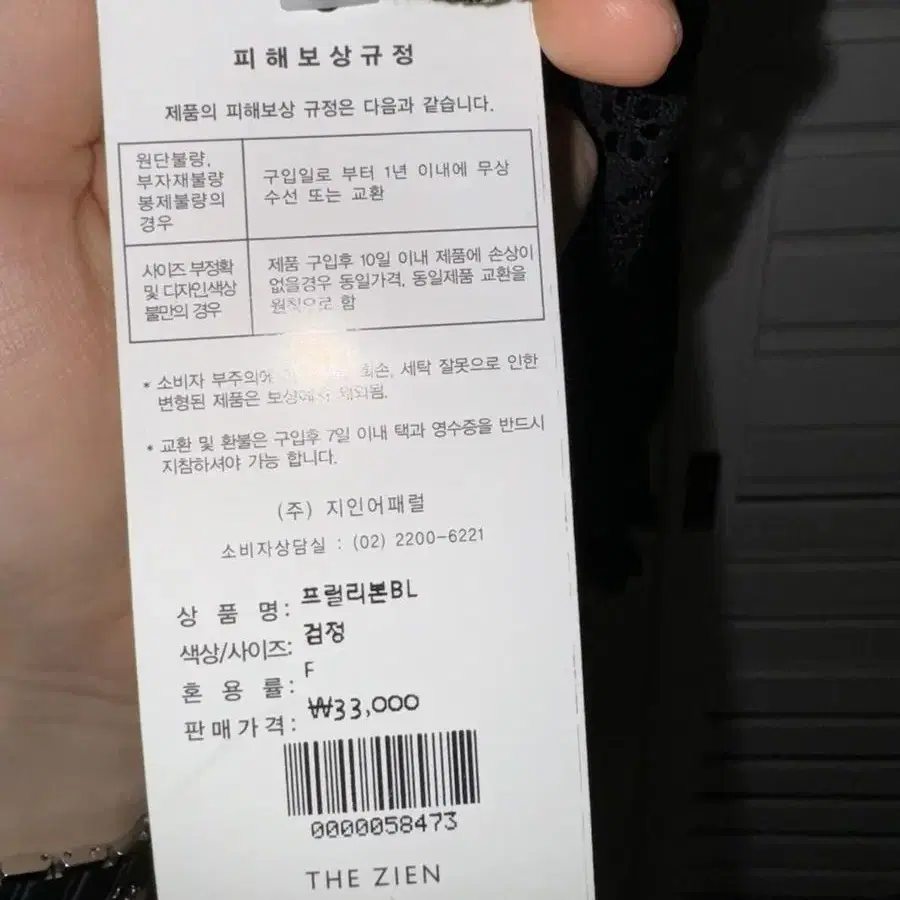 피해보상규정
제품의 피해보상 규정은 다음과 같습니다.
원단불량,
부자재불량
봉제불량의
경우
구입일로 부터 1년 이내에 무상
수선 또는 교환
사이즈 부정확
및 디자인색상
불만의 경우
제품 구입후 10일 이내 제품에 손상이
없을경우 동일가격, 동일제품 교환을
원칙으로 함
* 소비자 부주의에 훼손, 세탁 잘못으로 인한
변형된 제품은 보상에서 제외됨.
* 교환 및 환불은 구입후 7일 이내 택과 영수증을 반드시
지참하셔야 가능 합니다.
(주) 지인어패럴
소비자상담실 : (02) 2200-6221
상 품 명: 프릴리본BL
색상/사이즈: 검정
혼 용 률: F
판매가격: ₩33,000
0000058473
THE ZIEN